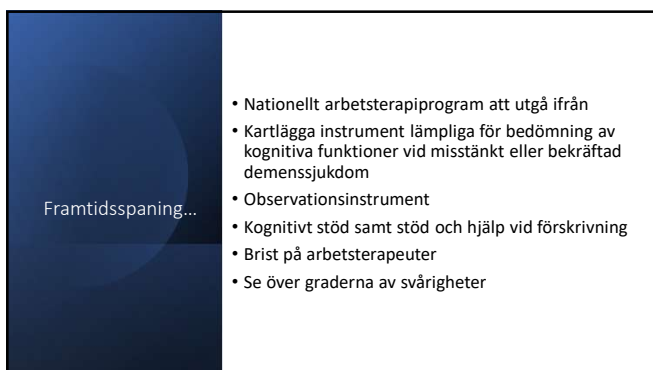 Framtidsspaning...
• Nationellt arbetsterapiprogram att utgå ifrån
• Kartlägga instrument lämpliga för bedömning av
kognitiva funktioner vid misstänkt eller bekräftad
demenssjukdom
• Observationsinstrument
• Kognitivt stöd samt stöd och hjälp vid förskrivning
• Brist på arbetsterapeuter
• Se över graderna av svårigheter